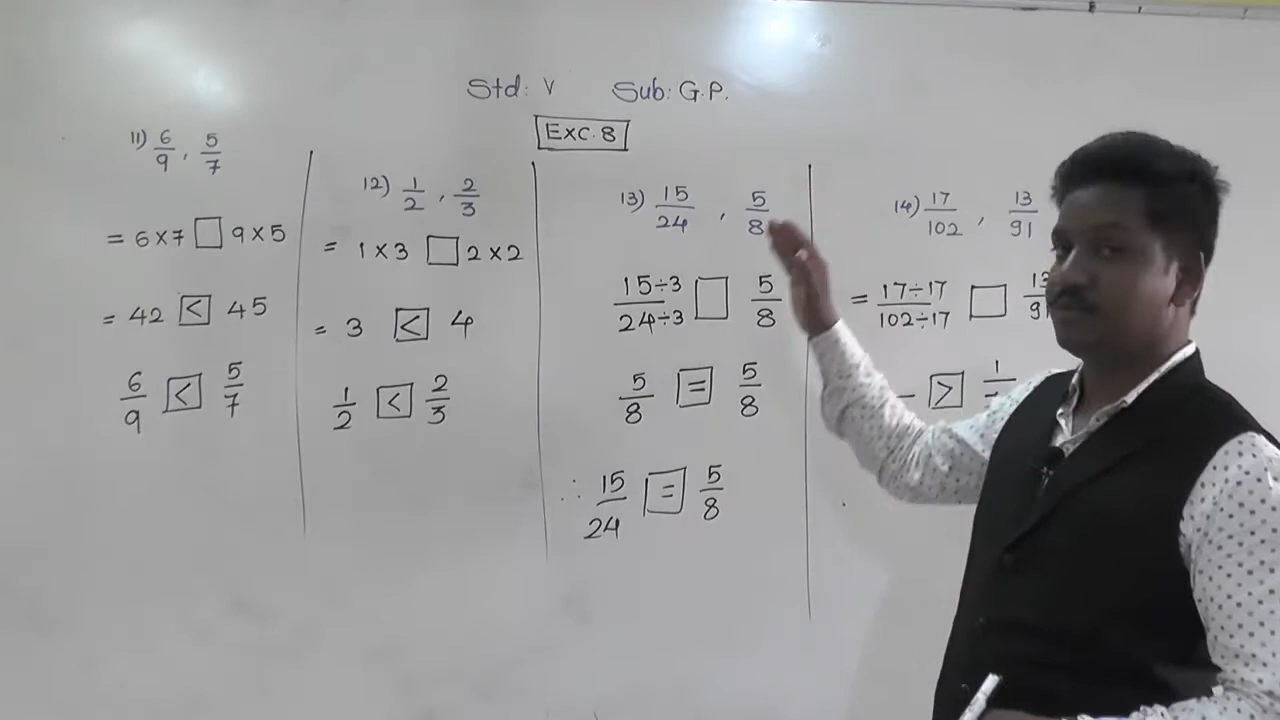 Std: V Sub: G.P.
Exc. 8
11) 6/9 , 5/7
= 6 × 7 □ 9 × 5
= 42 < 45
6/9 < 5/7
12) 1/2 , 2/3
= 1 × 3 □ 2 × 2
= 3 < 4
1/2 < 2/3
13) 15/24 , 5/8
15÷3/24÷3 □ 5/8
5/8 = 5/8
∴ 15/24 = 5/8
14) 17/102 , 13/91
= 17÷17/102÷17 □ 13/91
>